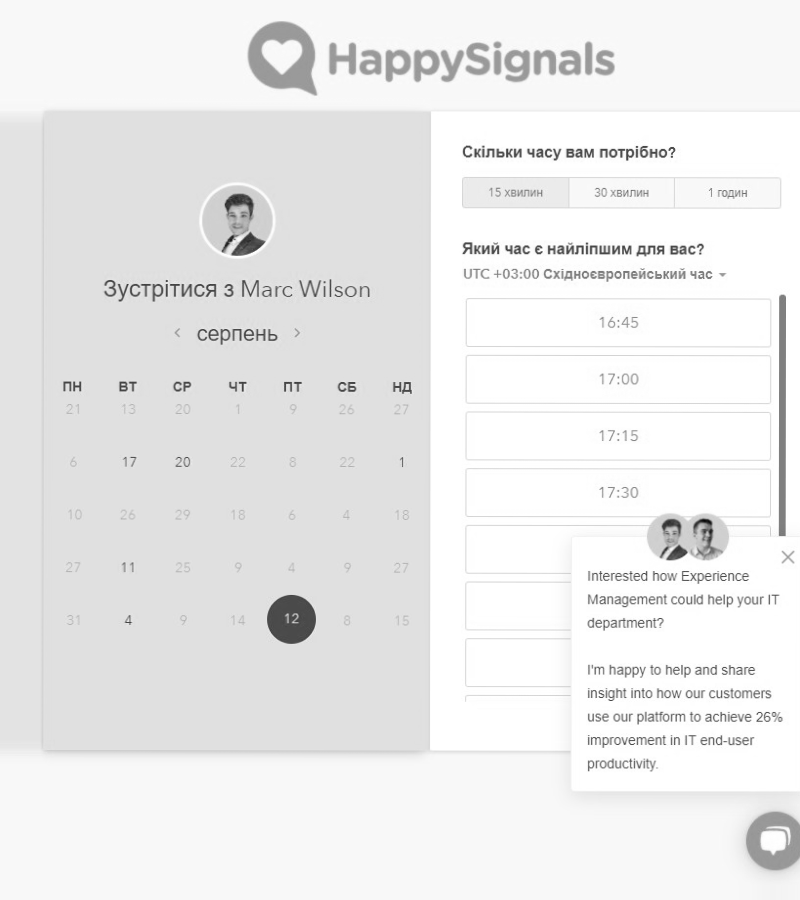 HappySignals
Зустрітися з Marc Wilson
серпень
ПН ВТ СР ЧТ ПТ СБ НД
21 13 20 1 9 26 27
6 17 20 22 8 22 1
10 26 29 18 6 4 18
27 11 25 9 4 9 27
31 4 9 14 12 8 15
Скільки часу вам потрібно?
15 хвилин 30 хвилин 1 годин
Який час є найліпшим для вас?
UTC +03:00 Східноєвропейський час
16:45
17:00
17:15
17:30
Interested how Experience
Management could help your IT
department?
I'm happy to help and share
insight into how our customers
use our platform to achieve 26%
improvement in IT end-user
productivity.